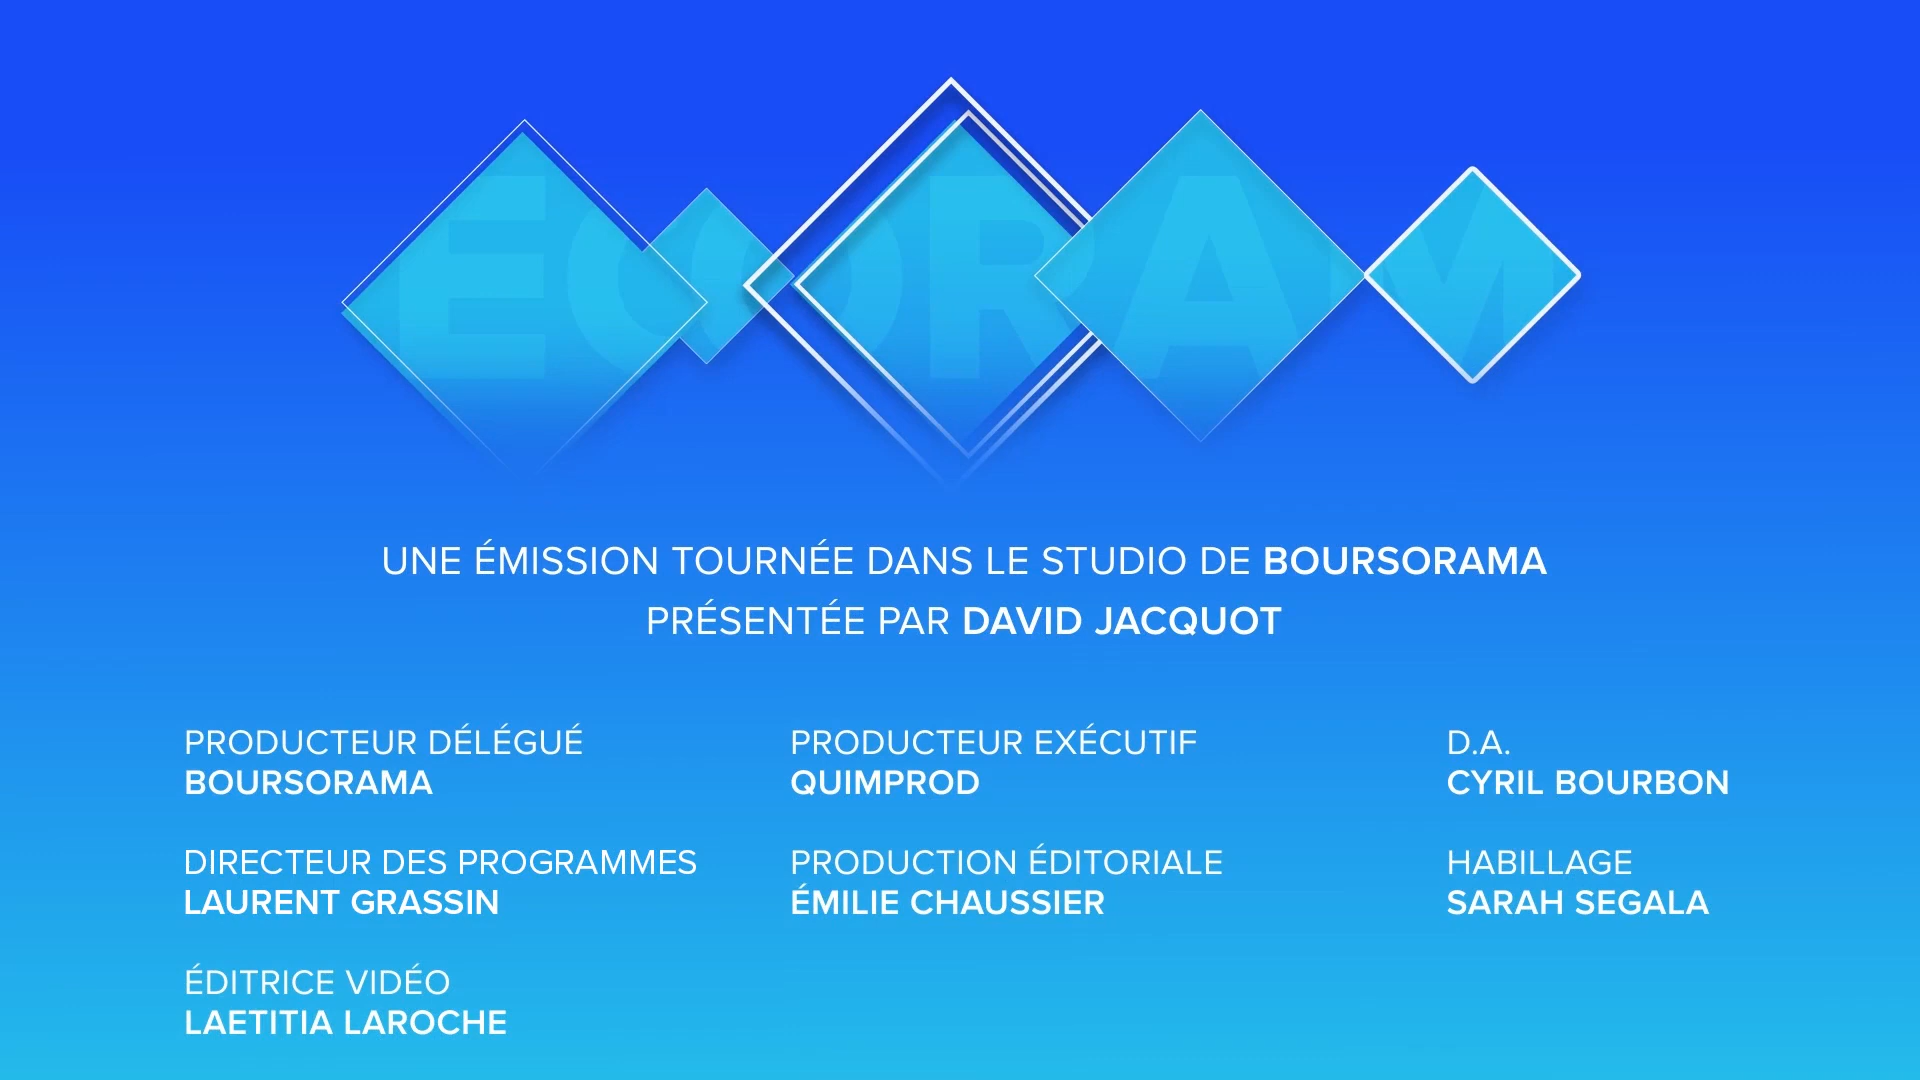 ECORAM
UNE ÉMISSION TOURNÉE DANS LE STUDIO DE BOURSORAMA
PRÉSENTÉE PAR DAVID JACQUOT
PRODUCTEUR DÉLÉGUÉ
BOURSORAMA
DIRECTEUR DES PROGRAMMES
LAURENT GRASSIN
ÉDITRICE VIDÉO
LAETITIA LAROCHE
PRODUCTEUR EXÉCUTIF
QUIMPROD
PRODUCTION ÉDITORIALE
ÉMILIE CHAUSSIER
D.A.
CYRIL BOURBON
HABILLAGE
SARAH SEGALA